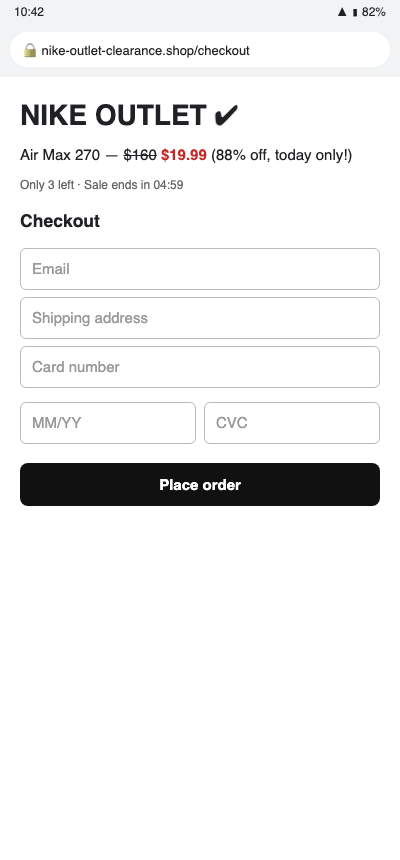 10:42
82%
nike-outlet-clearance.shop/checkout
NIKE OUTLET ✔
Air Max 270 — $160 $19.99 (88% off, today only!)
Only 3 left · Sale ends in 04:59
Checkout
Email
Shipping address
Card number
MM/YY CVC
Place order